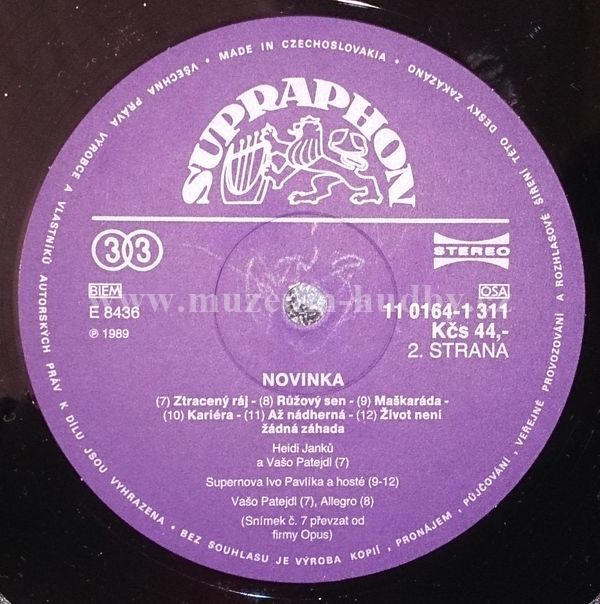 VŠECHNA PRÁVA VÝROBCE A VLASTNÍKŮ AUTORSKÝCH PRÁV K DÍLU JSOU VYHRAZENA • BEZ SOUHLASU JE VÝROBA KOPIÍ, PRONÁJEM, PŮJČOVÁNÍ, VEŘEJNÉ PROVOZOVÁNÍ A ROZHLASOVÉ ŠÍŘENÍ TÉTO DESKY ZAKÁZÁNO • MADE IN CZECHOSLOVAKIA •
SUPRAPHON
33 STEREO
BIEM OSA
www.muzeum-hudby.cz
E 8436 11 0164-1 311
℗ 1989 Kčs 44,-
2. STRANA
NOVINKA
(7) Ztracený ráj - (8) Růžový sen - (9) Maškaráda -
(10) Kariéra - (11) Až nádherná - (12) Život není
žádná záhada
Heidi Janků
a Vašo Patejdl (7)
Supernova Ivo Pavlíka a hosté (9-12)
Vašo Patejdl (7), Allegro (8)
(Snímek č. 7 převzat od
firmy Opus)